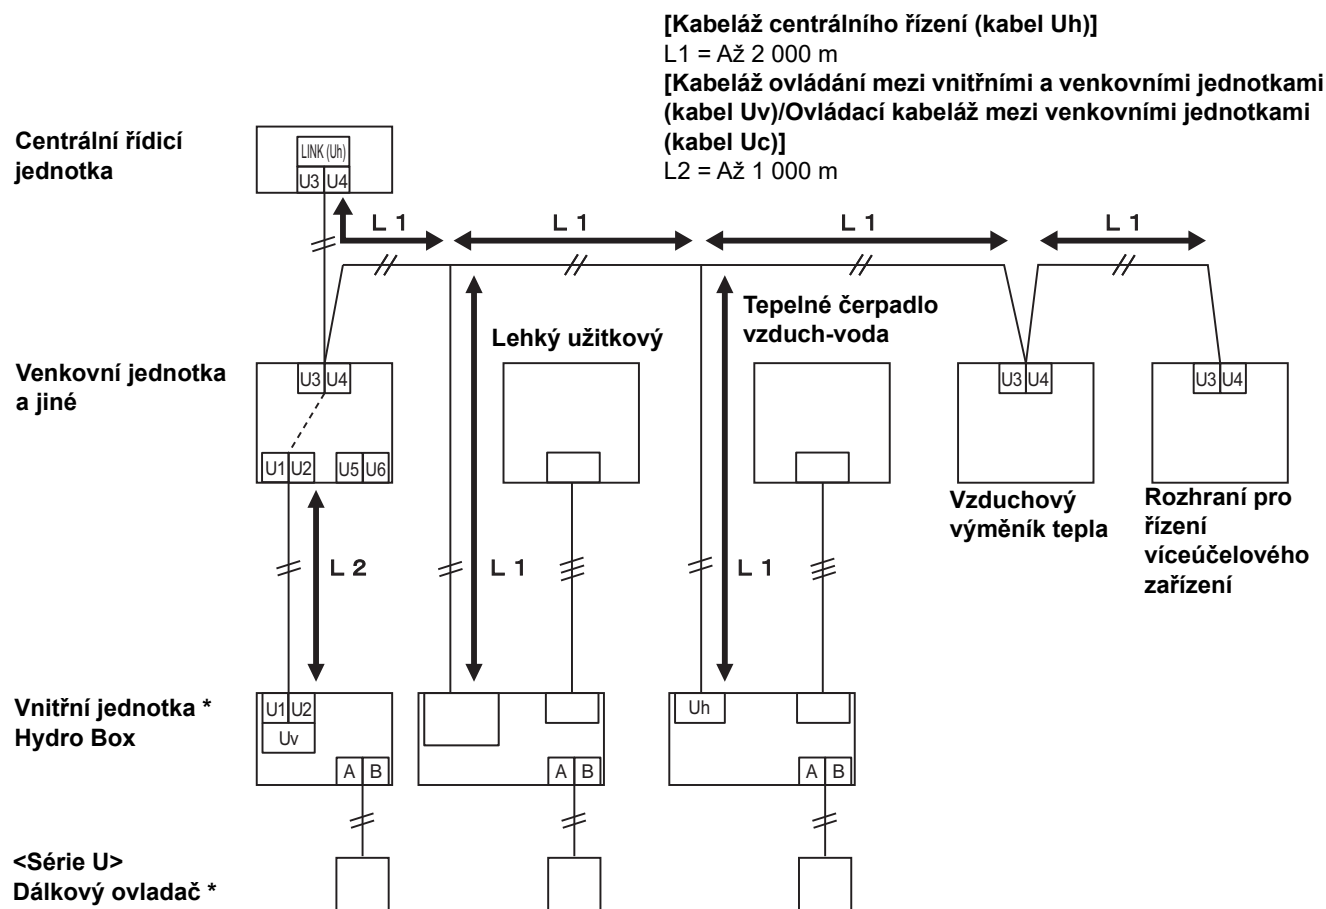 [Kabeláž centrálního řízení (kabel Uh)]
L1 = Až 2 000 m
[Kabeláž ovládání mezi vnitřními a venkovními jednotkami
(kabel Uv)/Ovládací kabeláž mezi venkovními jednotkami
(kabel Uc)]
L2 = Až 1 000 m
Centrální řídicí
jednotka
LINK (Uh)
U3 U4
L 1
L 1
L 1
L 1
Lehký užitkový
Tepelné čerpadlo
vzduch-voda
Venkovní jednotka
a jiné
U3 U4
U1 U2
U5 U6
U3 U4
U3 U4
Vzduchový
výměník tepla
Rozhraní pro
řízení
víceúčelového
zařízení
L 2
L 1
L 1
Vnitřní jednotka *
Hydro Box
U1 U2
Uv
A B
A B
Uh
A B
<Série U>
Dálkový ovladač *